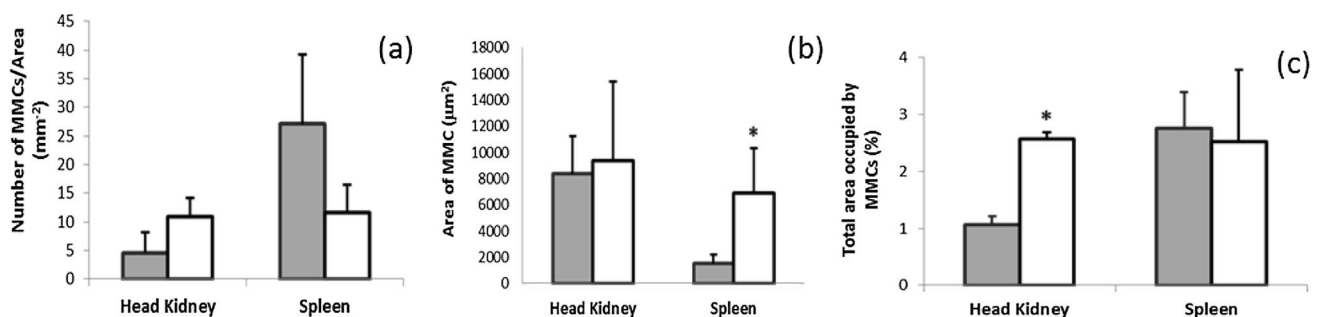 Number of MMCs/Area
(mm⁻²)
45
40
35
30
25
20
15
10
5
0
Head Kidney Spleen
(a)
Area of MMC (µm²)
18000
16000
14000
12000
10000
8000
6000
4000
2000
0
*
Head Kidney Spleen
(b)
Total area occupied by
MMCs (%)
4
3
2
1
0
*
Head Kidney Spleen
(c)